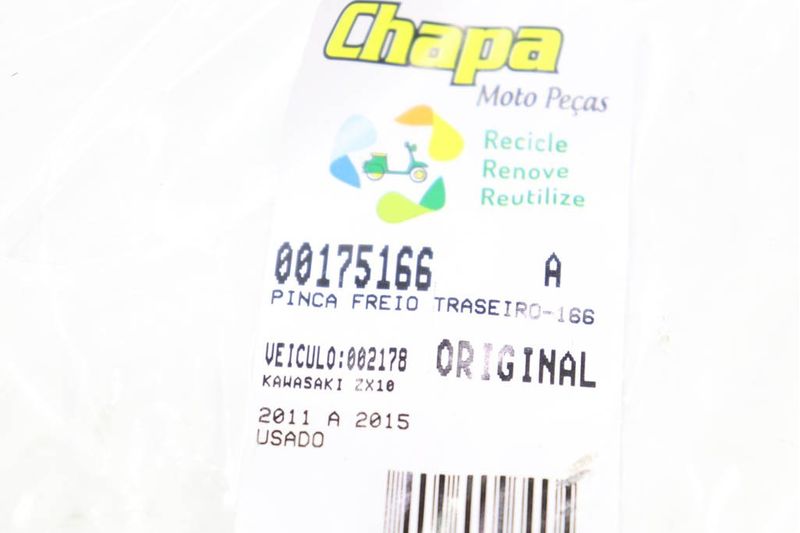 Chapa
Moto Peças
Recicle
Renove
Reutilize
00175166 A
PINCA FREIO TRASEIRO-166
VEICULO:002178 ORIGINAL
KAWASAKI ZX10
2011 A 2015
USADO